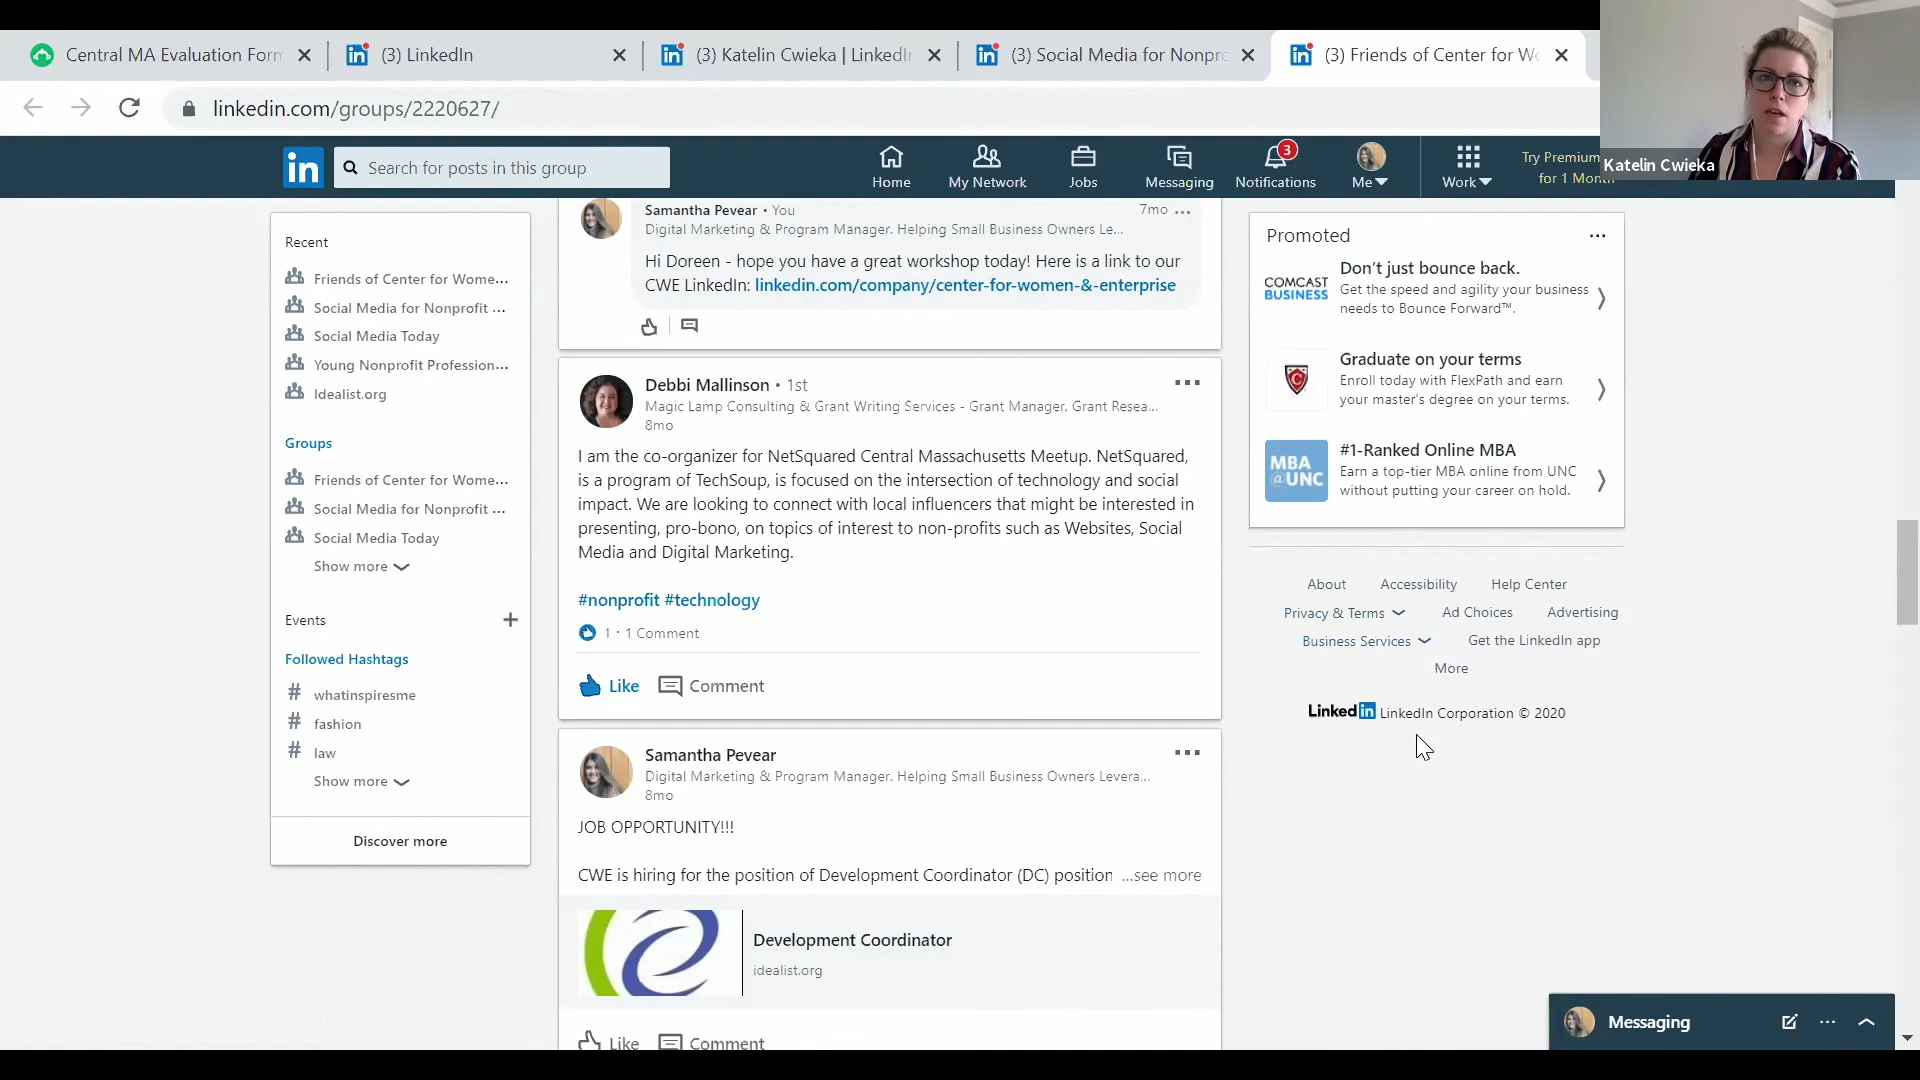 Central MA Evaluation Form
(3) LinkedIn
(3) Katelin Cwieka | LinkedIn
(3) Social Media for Nonpro
(3) Friends of Center for Wo
linkedin.com/groups/2220627/
Katelin Cwieka
in
Search for posts in this group
Home
My Network
Jobs
Messaging
3
Notifications
Me
Work
Try Premium
for 1 Month
Recent
Friends of Center for Wome...
Social Media for Nonprofit ...
Social Media Today
Young Nonprofit Profession...
Idealist.org
Groups
Friends of Center for Wome...
Social Media for Nonprofit ...
Social Media Today
Show more
Events
Followed Hashtags
# whatinspiresme
# fashion
# law
Show more
Discover more
Samantha Pevear • You
7mo ...
Digital Marketing & Program Manager. Helping Small Business Owners Le...
Hi Doreen - hope you have a great workshop today! Here is a link to our
CWE LinkedIn: linkedin.com/company/center-for-women-&-enterprise
Debbi Mallinson • 1st
Magic Lamp Consulting & Grant Writing Services - Grant Manager, Grant Resea...
8mo
I am the co-organizer for NetSquared Central Massachusetts Meetup. NetSquared,
is a program of TechSoup, is focused on the intersection of technology and social
impact. We are looking to connect with local influencers that might be interested in
presenting, pro-bono, on topics of interest to non-profits such as Websites, Social
Media and Digital Marketing.
#nonprofit #technology
1 · 1 Comment
Like Comment
Samantha Pevear
Digital Marketing & Program Manager. Helping Small Business Owners Levera...
8mo
JOB OPPORTUNITY!!!
CWE is hiring for the position of Development Coordinator (DC) position ...see more
Development Coordinator
idealist.org
Like Comment
Promoted
COMCAST
BUSINESS
Don't just bounce back.
Get the speed and agility your business
needs to Bounce Forward™.
Graduate on your terms
Enroll today with FlexPath and earn
your master's degree on your terms.
MBA
@UNC
#1-Ranked Online MBA
Earn a top-tier MBA online from UNC
without putting your career on hold.
About Accessibility Help Center
Privacy & Terms Ad Choices Advertising
Business Services Get the LinkedIn app
More
LinkedIn LinkedIn Corporation © 2020
Messaging